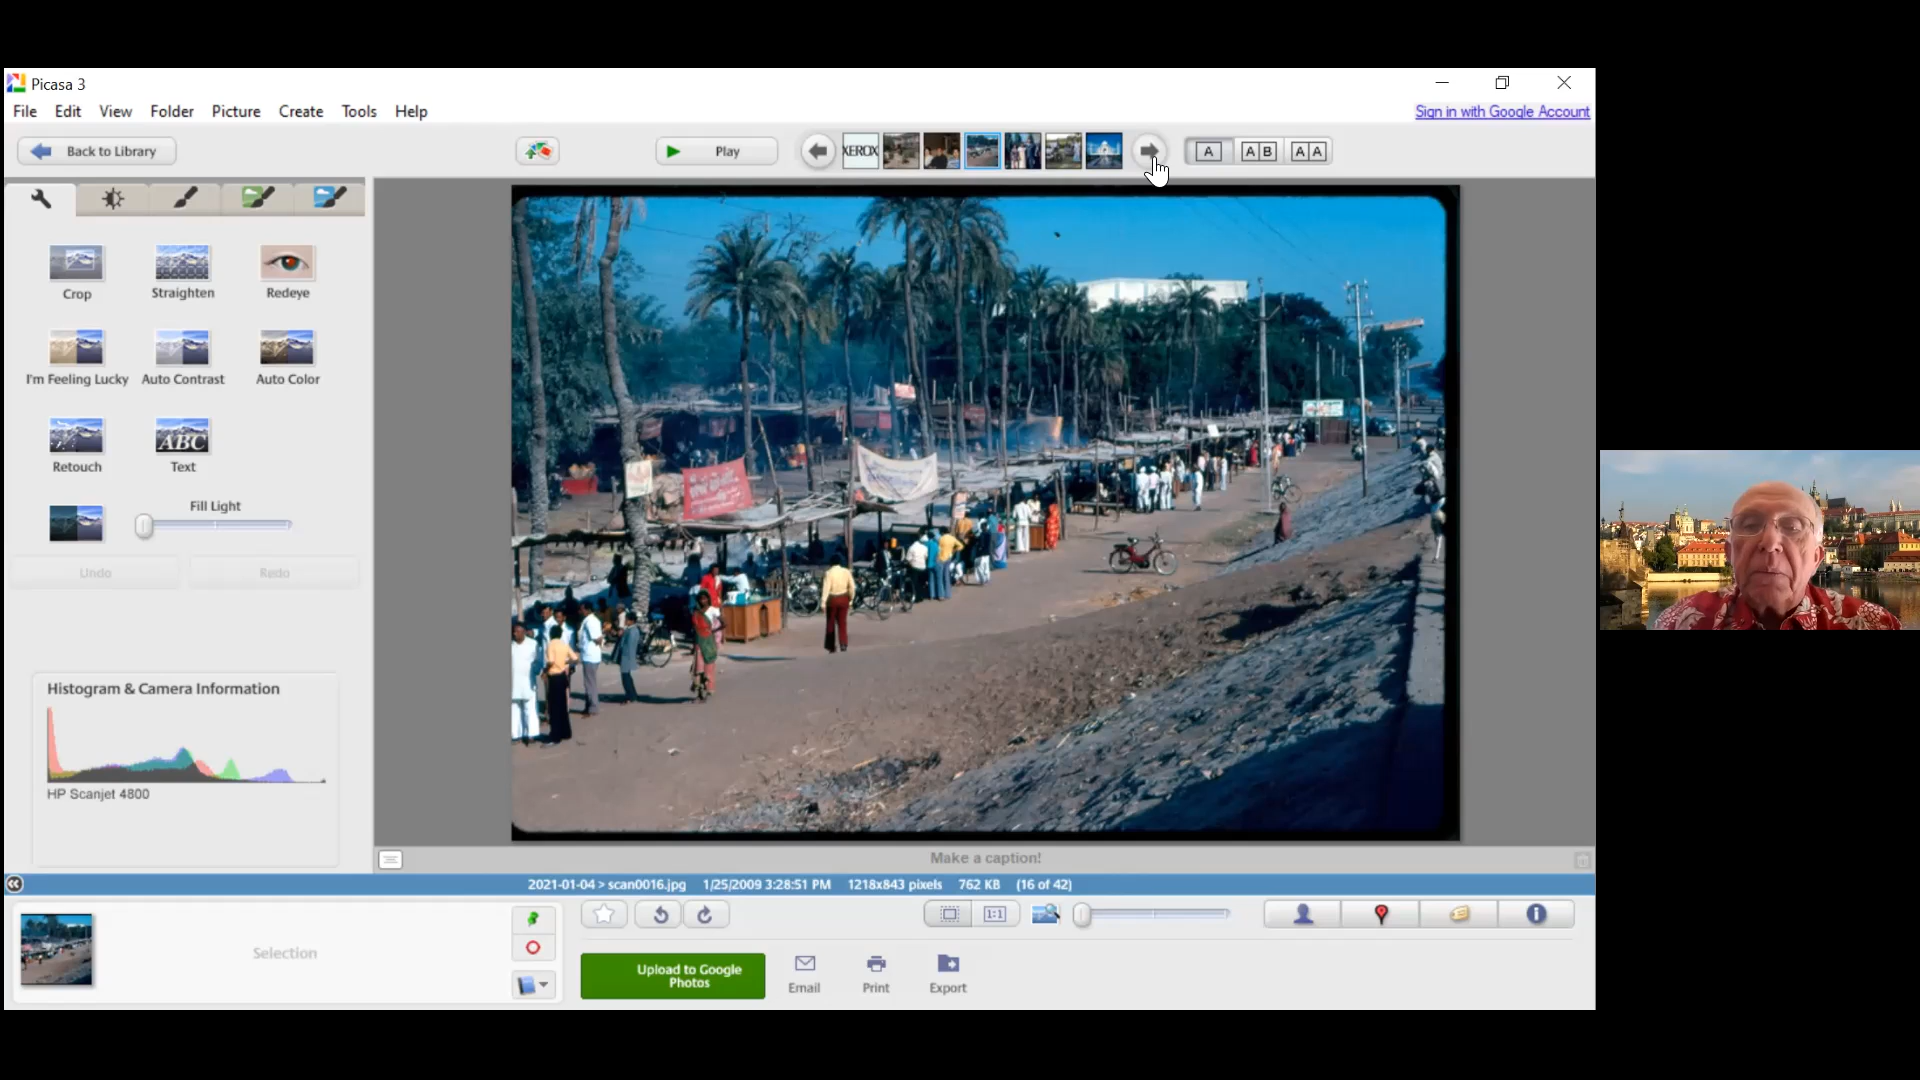 Picasa 3
File Edit View Folder Picture Create Tools Help
Sign in with Google Account
Back to Library
Play
XEROX
A
A B
A A
Crop
Straighten
Redeye
I'm Feeling Lucky
Auto Contrast
Auto Color
Retouch
ABC
Text
Fill Light
Undo
Redo
Histogram & Camera Information
HP Scanjet 4800
Make a caption!
2021-01-04 > scan0016.jpg 1/25/2009 3:28:51 PM 1218x843 pixels 762 KB (16 of 42)
Selection
1:1
Upload to Google
Photos
Email
Print
Export